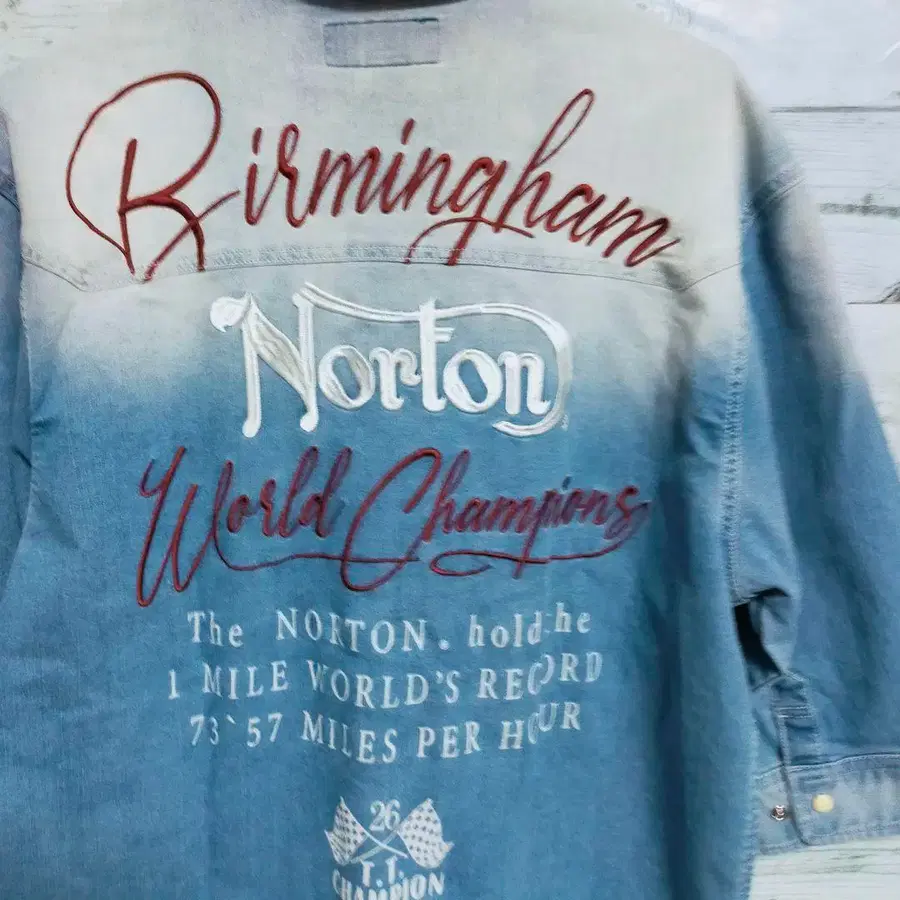 Birmingham
Norton
World Champions
The NORTON. hold he
1 MILE WORLD'S RECORD
73`57 MILES PER HOUR
26
T.T.
CHAMPION